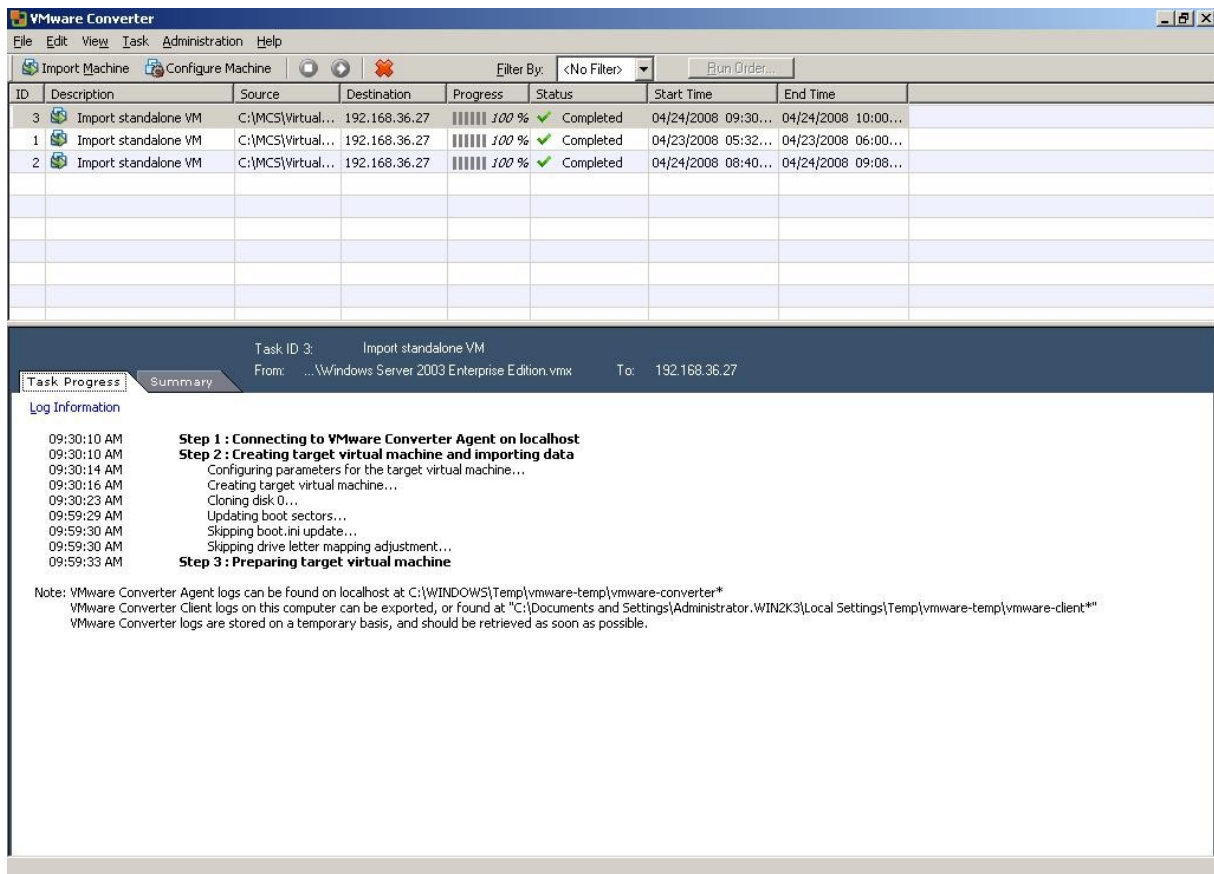 VMware Converter
File Edit View Task Administration Help
Import Machine Configure Machine Filter By: <No Filter> Run Order...
ID Description Source Destination Progress Status Start Time End Time
3 Import standalone VM C:\MCS\Virtual... 192.168.36.27 100 % Completed 04/24/2008 09:30... 04/24/2008 10:00...
1 Import standalone VM C:\MCS\Virtual... 192.168.36.27 100 % Completed 04/23/2008 05:32... 04/23/2008 06:00...
2 Import standalone VM C:\MCS\Virtual... 192.168.36.27 100 % Completed 04/24/2008 08:40... 04/24/2008 09:08...
Task ID 3: Import standalone VM
From: ...\Windows Server 2003 Enterprise Edition.vmx To: 192.168.36.27
Task Progress Summary
Log Information
09:30:10 AM Step 1 : Connecting to VMware Converter Agent on localhost
09:30:10 AM Step 2 : Creating target virtual machine and importing data
09:30:14 AM Configuring parameters for the target virtual machine...
09:30:16 AM Creating target virtual machine...
09:30:23 AM Cloning disk 0...
09:59:29 AM Updating boot sectors...
09:59:30 AM Skipping boot.ini update...
09:59:30 AM Skipping drive letter mapping adjustment...
09:59:33 AM Step 3 : Preparing target virtual machine
Note: VMware Converter Agent logs can be found on localhost at C:\WINDOWS\Temp\vmware-temp\vmware-converter*
VMware Converter Client logs on this computer can be exported, or found at "C:\Documents and Settings\Administrator.WIN2K3\Local Settings\Temp\vmware-temp\vmware-client*"
VMware Converter logs are stored on a temporary basis, and should be retrieved as soon as possible.